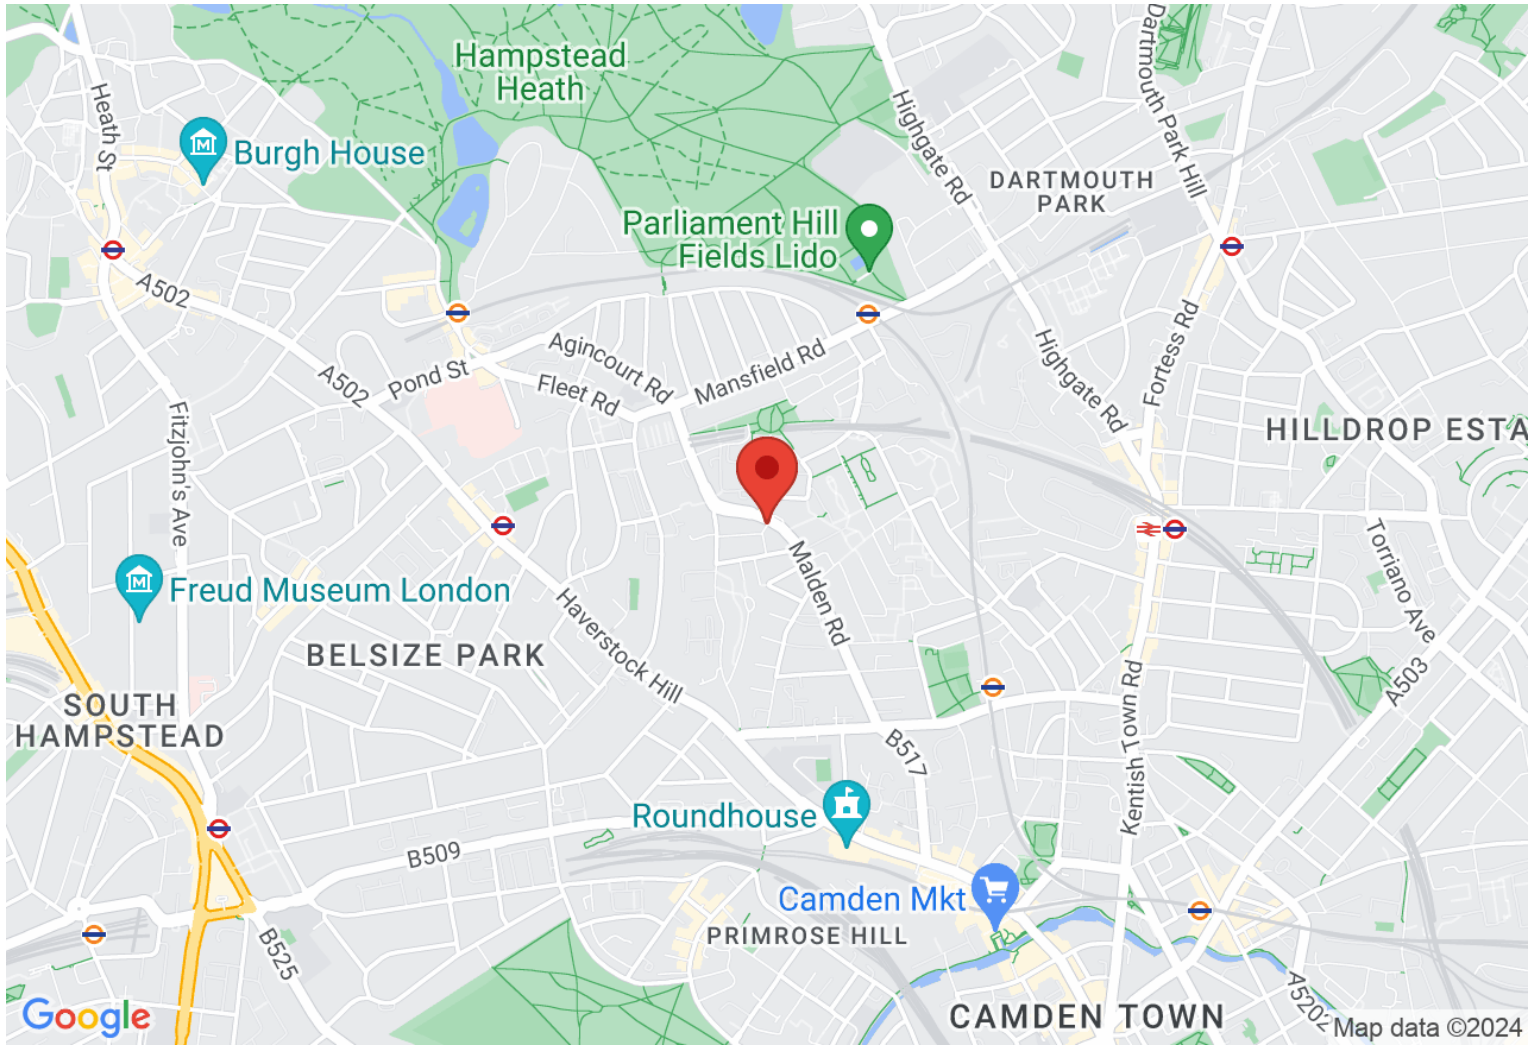 Hampstead
Heath
Heath St
Burgh House
Highgate Rd
Dartmouth Park Hill
DARTMOUTH
PARK
Parliament Hill
Fields Lido
A502
A502
Pond St
Agincourt Rd
Fleet Rd
Mansfield Rd
Highgate Rd
Fortess Rd
Fitzjohn's Ave
HILLDROP ESTA
Freud Museum London
Malden Rd
Torriano Ave
BELSIZE PARK
Haverstock Hill
SOUTH
HAMPSTEAD
A503
Kentish Town Rd
B517
Roundhouse
B509
Camden Mkt
PRIMROSE HILL
B525
A5202
CAMDEN TOWN
Google
Map data ©2024